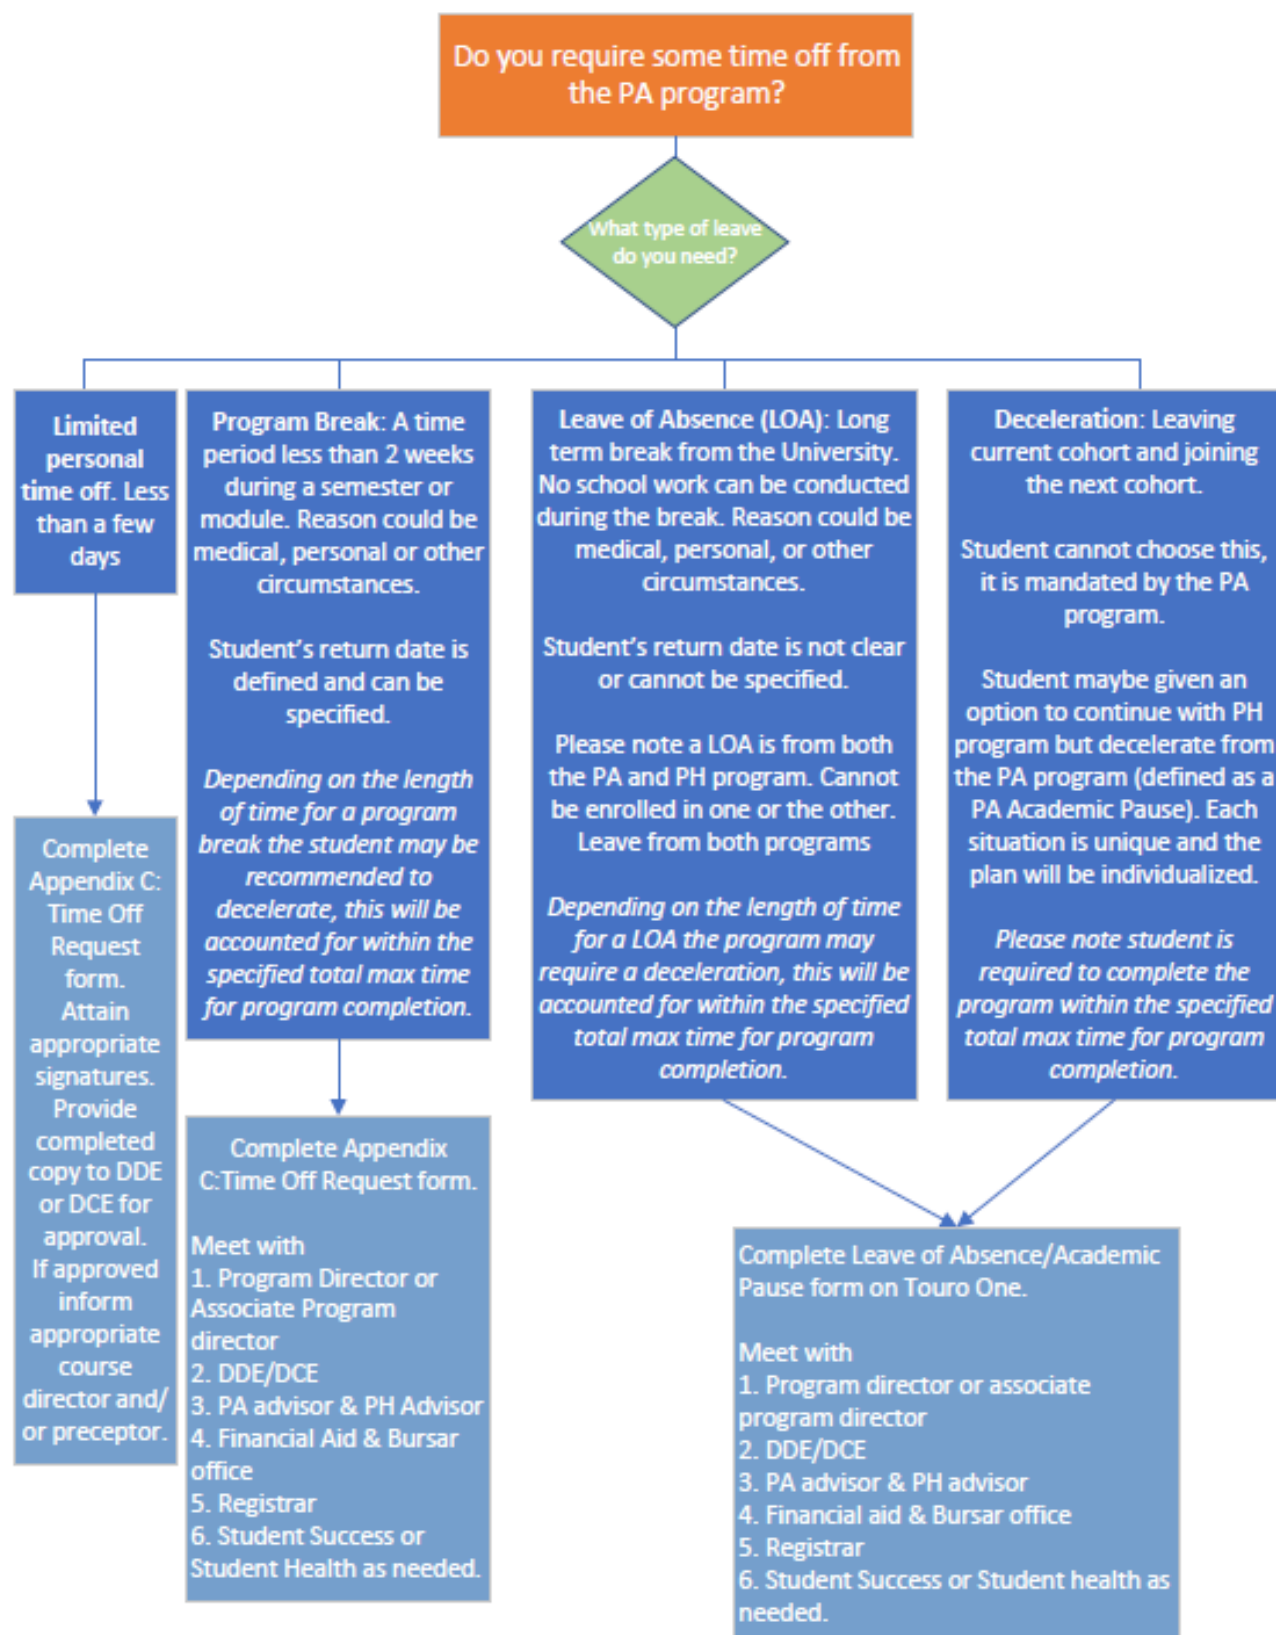 Do you require some time off from
the PA program?
What type of leave
do you need?
Limited
personal
time off. Less
than a few
days
Program Break: A time
period less than 2 weeks
during a semester or
module. Reason could be
medical, personal or other
circumstances.
Student's return date is
defined and can be
specified.
Depending on the length
of time for a program
break the student may be
recommended to
decelerate, this will be
accounted for within the
specified total max time
for program completion.
Leave of Absence (LOA): Long
term break from the University.
No school work can be conducted
during the break. Reason could be
medical, personal, or other
circumstances.
Student's return date is not clear
or cannot be specified.
Please note a LOA is from both
the PA and PH program. Cannot
be enrolled in one or the other.
Leave from both programs
Depending on the length of time
for a LOA the program may
require a deceleration, this will be
accounted for within the specified
total max time for program
completion.
Deceleration: Leaving
current cohort and joining
the next cohort.
Student cannot choose this,
it is mandated by the PA
program.
Student maybe given an
option to continue with PH
program but decelerate from
the PA program (defined as a
PA Academic Pause). Each
situation is unique and the
plan will be individualized.
Please note student is
required to complete the
program within the specified
total max time for program
completion.
Complete
Appendix C:
Time Off
Request
form.
Attain
appropriate
signatures.
Provide
completed
copy to DDE
or DCE for
approval.
If approved
inform
appropriate
course
director and/
or preceptor.
Complete Appendix
C:Time Off Request form.
Meet with
1. Program Director or
Associate Program
director
2. DDE/DCE
3. PA advisor & PH Advisor
4. Financial Aid & Bursar
office
5. Registrar
6. Student Success or
Student Health as needed.
Complete Leave of Absence/Academic
Pause form on Touro One.
Meet with
1. Program director or associate
program director
2. DDE/DCE
3. PA advisor & PH advisor
4. Financial aid & Bursar office
5. Registrar
6. Student Success or Student health as
needed.